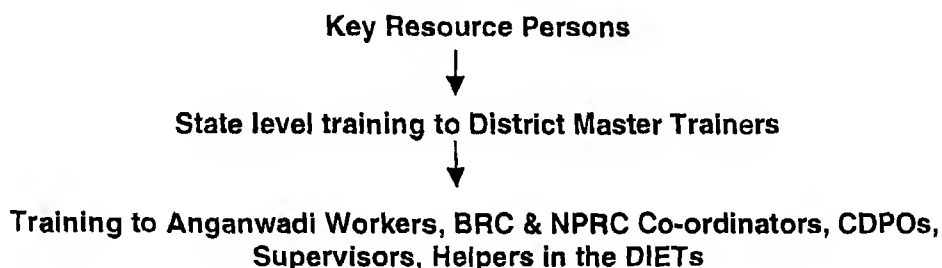 Key Resource Persons
State level training to District Master Trainers
Training to Anganwadi Workers, BRC & NPRC Co-ordinators, CDPOs,
Supervisors, Helpers in the DIETs